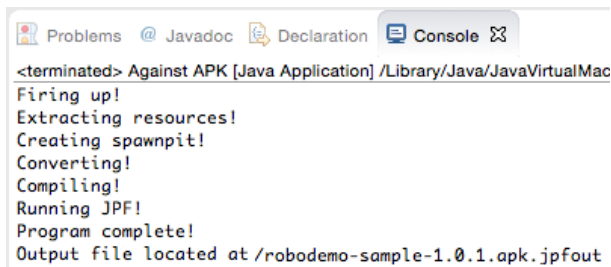 Problems @ Javadoc Declaration Console
<terminated> Against APK [Java Application] /Library/Java/JavaVirtualMac
Firing up!
Extracting resources!
Creating spawnpit!
Converting!
Compiling!
Running JPF!
Program complete!
Output file located at /robodemo-sample-1.0.1.apk.jpfout